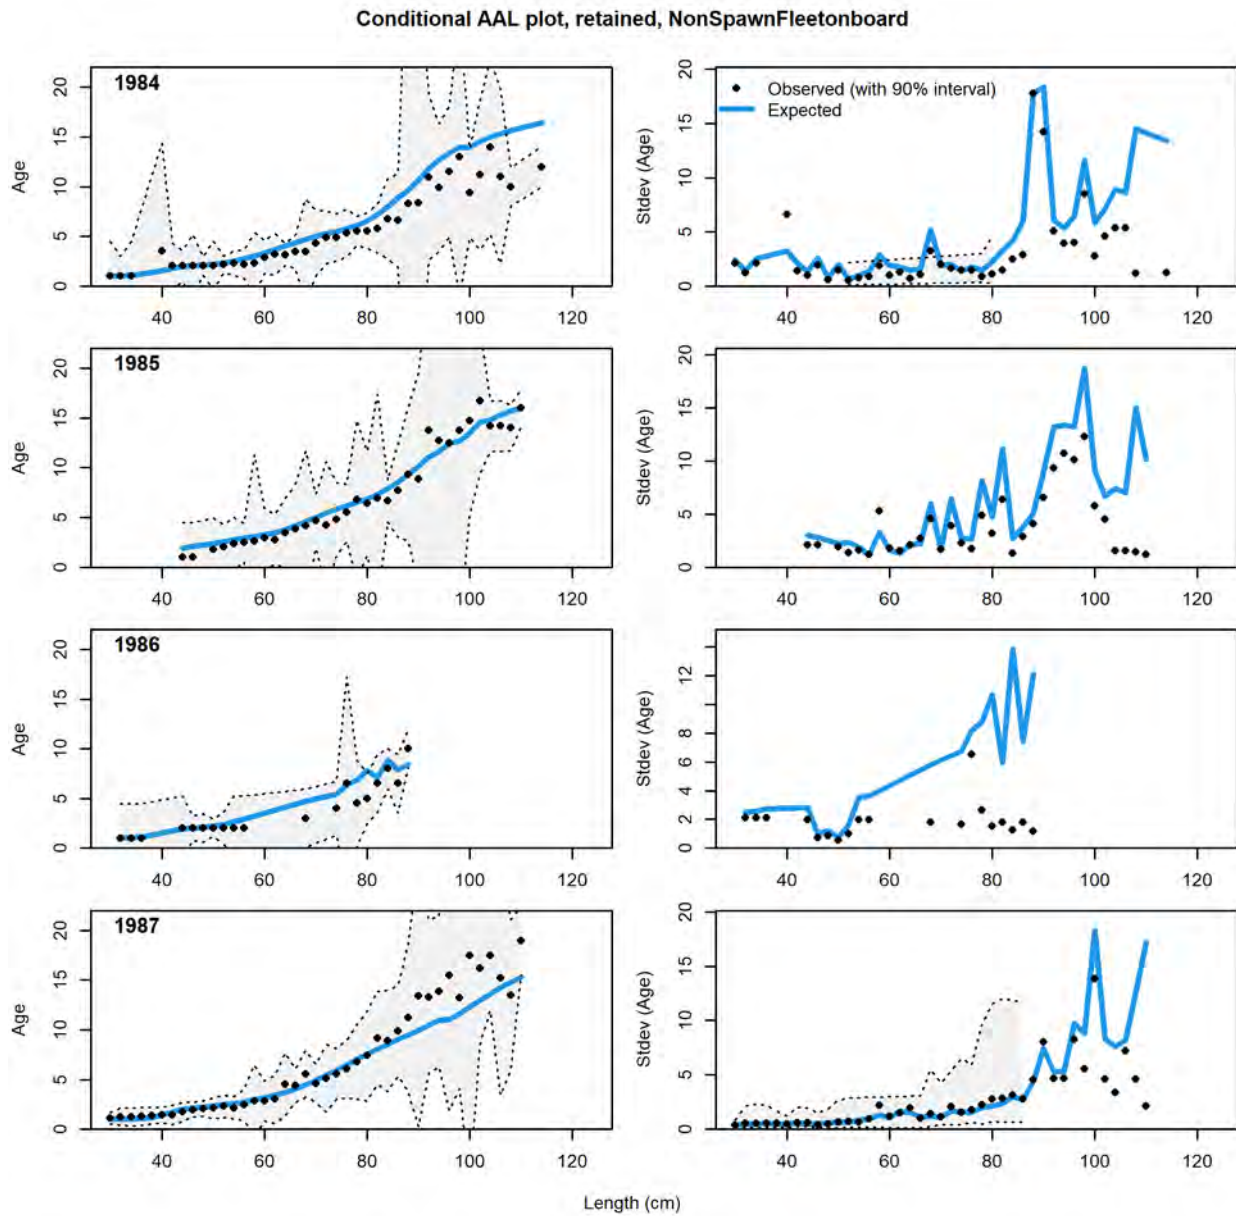 Conditional AAL plot, retained, NonSpawnFleetonboard
1984
Age
0 5 10 15 20
40 60 80 100 120
Stdev (Age)
0 5 10 15 20
40 60 80 100 120
Observed (with 90% interval)
Expected
1985
Age
0 5 10 15 20
40 60 80 100 120
Stdev (Age)
0 5 10 15 20
40 60 80 100 120
1986
Age
0 5 10 15 20
40 60 80 100 120
Stdev (Age)
0 2 4 6 8 12
40 60 80 100 120
1987
Age
0 5 10 15 20
40 60 80 100 120
Stdev (Age)
0 5 10 15 20
40 60 80 100 120
Length (cm)